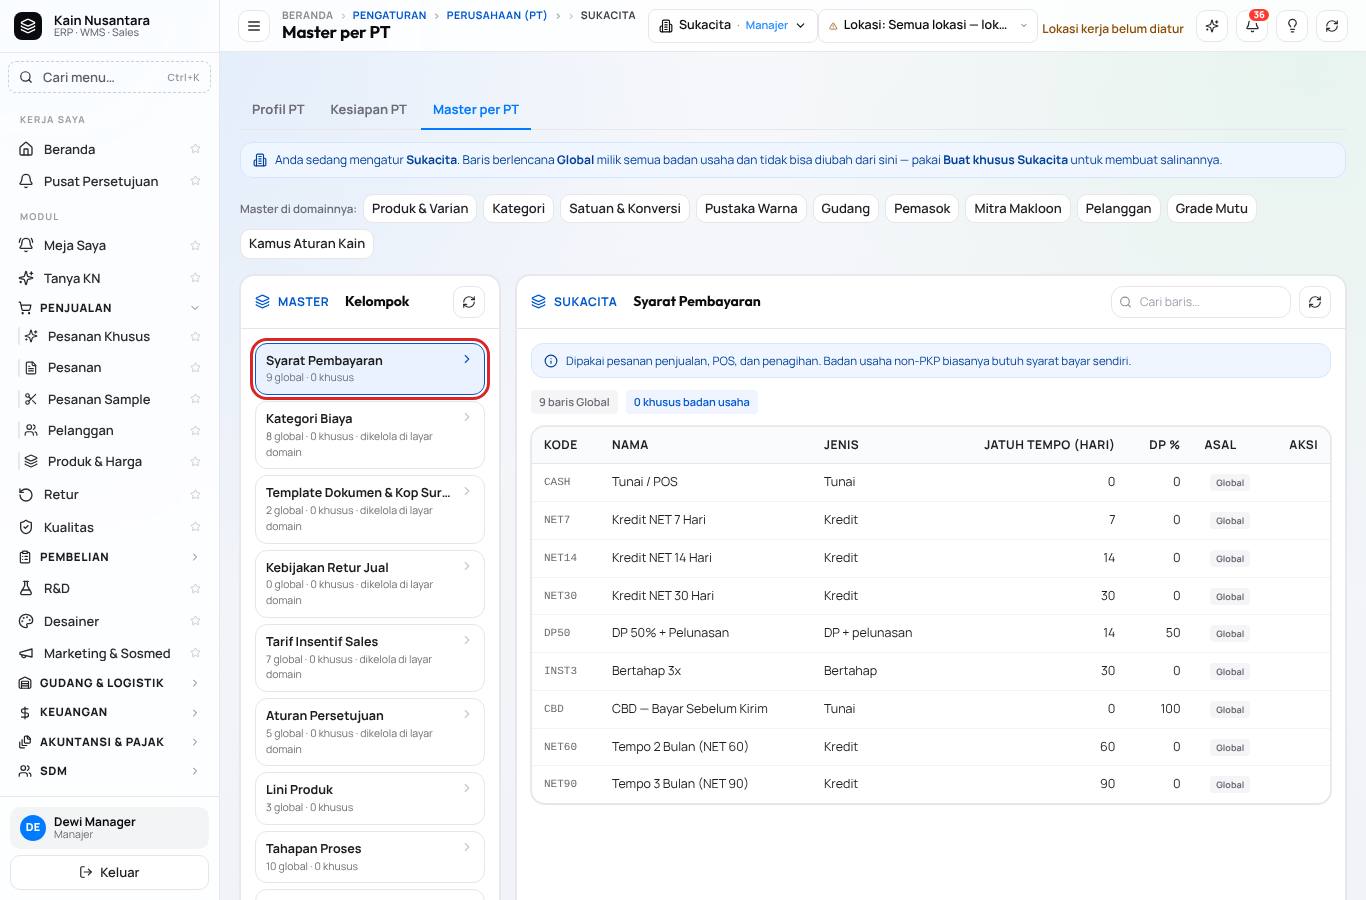 Kain Nusantara
ERP · WMS · Sales
Cari menu...
Ctrl+K
KERJA SAYA
Beranda
Pusat Persetujuan
MODUL
Meja Saya
Tanya KN
PENJUALAN
Pesanan Khusus
Pesanan
Pesanan Sample
Pelanggan
Produk & Harga
Retur
Kualitas
PEMBELIAN
R&D
Desainer
Marketing & Sosmed
GUDANG & LOGISTIK
KEUANGAN
AKUNTANSI & PAJAK
SDM
DE
Dewi Manager
Manajer
Keluar
BERANDA › PENGATURAN › PERUSAHAAN (PT) › › SUKACITA
Master per PT
Sukacita · Manajer
Lokasi: Semua lokasi — lok...
Lokasi kerja belum diatur
36
Profil PT
Kesiapan PT
Master per PT
Anda sedang mengatur Sukacita. Baris berlencana Global milik semua badan usaha dan tidak bisa diubah dari sini — pakai Buat khusus Sukacita untuk membuat salinannya.
Master di domainnya: Produk & Varian Kategori Satuan & Konversi Pustaka Warna Gudang Pemasok Mitra Makloon Pelanggan Grade Mutu
Kamus Aturan Kain
MASTER Kelompok
Syarat Pembayaran
9 global · 0 khusus
Kategori Biaya
8 global · 0 khusus · dikelola di layar
domain
Template Dokumen & Kop Sur...
2 global · 0 khusus · dikelola di layar
domain
Kebijakan Retur Jual
0 global · 0 khusus · dikelola di layar
domain
Tarif Insentif Sales
7 global · 0 khusus · dikelola di layar
domain
Aturan Persetujuan
5 global · 0 khusus · dikelola di layar
domain
Lini Produk
3 global · 0 khusus
Tahapan Proses
10 global · 0 khusus
SUKACITA Syarat Pembayaran
Cari baris...
Dipakai pesanan penjualan, POS, dan penagihan. Badan usaha non-PKP biasanya butuh syarat bayar sendiri.
9 baris Global
0 khusus badan usaha
KODE NAMA JENIS JATUH TEMPO (HARI) DP % ASAL AKSI
CASH Tunai / POS Tunai 0 0 Global
NET7 Kredit NET 7 Hari Kredit 7 0 Global
NET14 Kredit NET 14 Hari Kredit 14 0 Global
NET30 Kredit NET 30 Hari Kredit 30 0 Global
DP50 DP 50% + Pelunasan DP + pelunasan 14 50 Global
INST3 Bertahap 3x Bertahap 30 0 Global
CBD CBD — Bayar Sebelum Kirim Tunai 0 100 Global
NET60 Tempo 2 Bulan (NET 60) Kredit 60 0 Global
NET90 Tempo 3 Bulan (NET 90) Kredit 90 0 Global